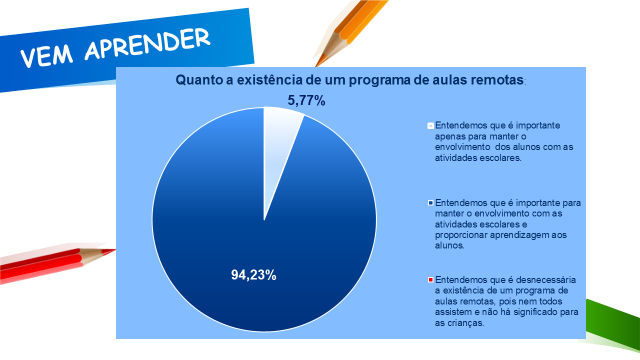 VEM APRENDER
Quanto a existência de um programa de aulas remotas.
5,77%
94,23%
Entendemos que é importante
apenas para manter o
envolvimento dos alunos com as
atividades escolares.
Entendemos que é importante para
manter o envolvimento com as
atividades escolares e
proporcionar aprendizagem aos
alunos.
Entendemos que é desnecessária
a existência de um programa de
aulas remotas, pois nem todos
assistem e não há significado para
as crianças.